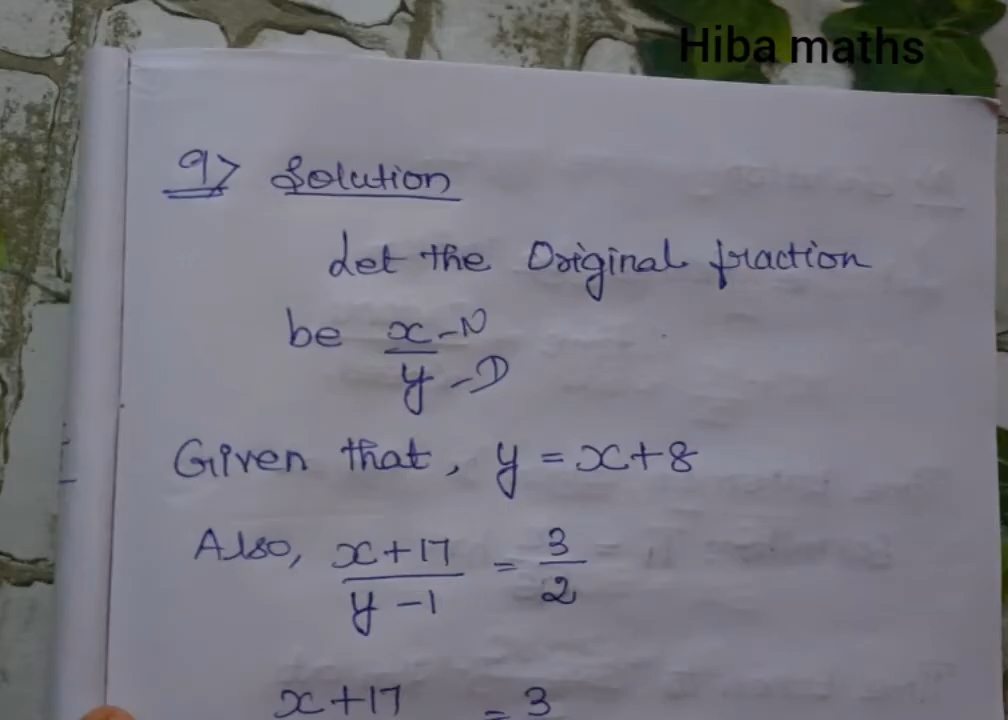 Hiba maths
9> Solution
Let the Original fraction
be x/y -N -D
Given that, y = x+8
Also, x+17/y-1 = 3/2
x+17 = 3